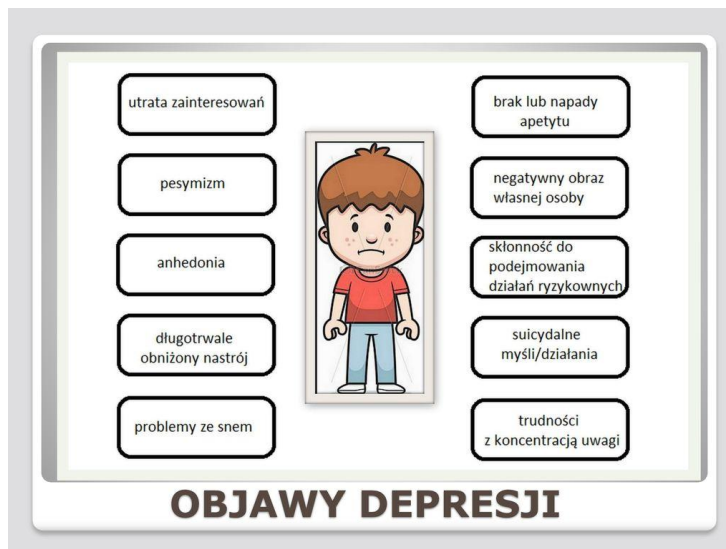 utrata zainteresowań
pesymizm
anhedonia
długotrwale
obniżony nastrój
problemy ze snem
brak lub napady
apetytu
negatywny obraz
własnej osoby
skłonność do
podejmowania
działań ryzykownych
suicydalne
myśli/działania
trudności
z koncentracją uwagi
OBJAWY DEPRESJI